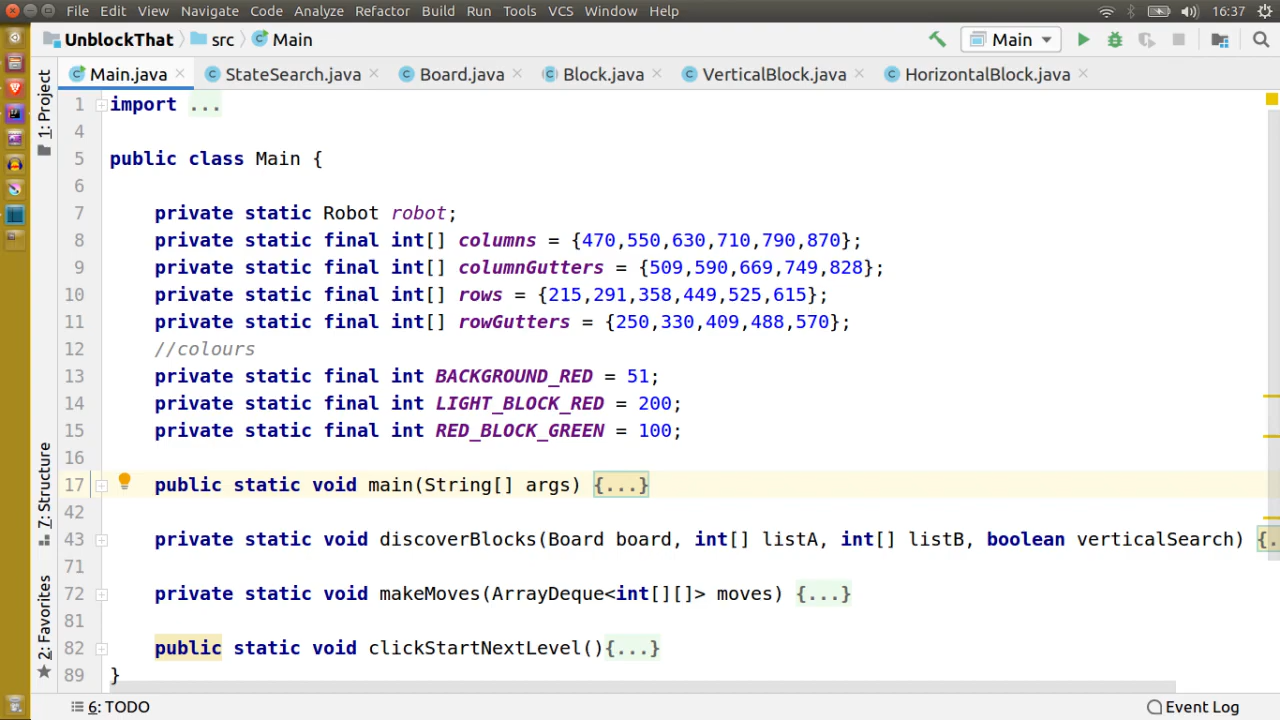 File Edit View Navigate Code Analyze Refactor Build Run Tools VCS Window Help 16:37
UnblockThat src Main Main
Main.java StateSearch.java Board.java Block.java VerticalBlock.java HorizontalBlock.java
1: Project
7: Structure
2: Favorites
1 import ...
4
5 public class Main {
6
7 private static Robot robot;
8 private static final int[] columns = {470,550,630,710,790,870};
9 private static final int[] columnGutters = {509,590,669,749,828};
10 private static final int[] rows = {215,291,358,449,525,615};
11 private static final int[] rowGutters = {250,330,409,488,570};
12 //colours
13 private static final int BACKGROUND_RED = 51;
14 private static final int LIGHT_BLOCK_RED = 200;
15 private static final int RED_BLOCK_GREEN = 100;
16
17 public static void main(String[] args) {...}
42
43 private static void discoverBlocks(Board board, int[] listA, int[] listB, boolean verticalSearch) {..
71
72 private static void makeMoves(ArrayDeque<int[][]> moves) {...}
81
82 public static void clickStartNextLevel(){...}
89 }
6: TODO Event Log